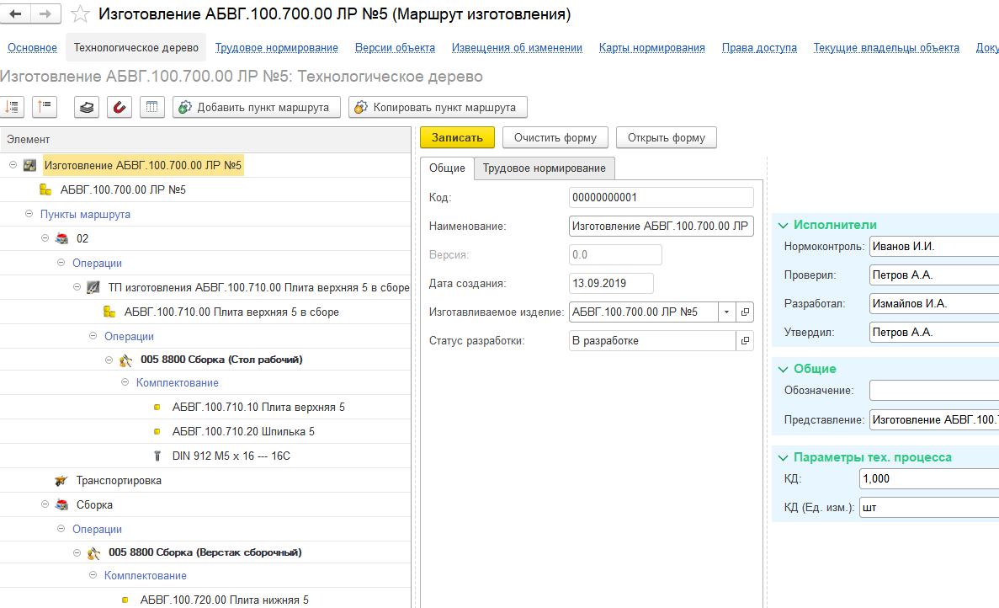 Изготовление АБВГ.100.700.00 ЛР №5 (Маршрут изготовления)
Основное Технологическое дерево Трудовое нормирование Версии объекта Извещения об изменении Карты нормирования Права доступа Текущие владельцы объекта Доку
Изготовление АБВГ.100.700.00 ЛР №5: Технологическое дерево
Добавить пункт маршрута Копировать пункт маршрута
Элемент
Изготовление АБВГ.100.700.00 ЛР №5
АБВГ.100.700.00 ЛР №5
Пункты маршрута
02
Операции
ТП изготовления АБВГ.100.710.00 Плита верхняя 5 в сборе
АБВГ.100.710.00 Плита верхняя 5 в сборе
Операции
005 8800 Сборка (Стол рабочий)
Комплектование
АБВГ.100.710.10 Плита верхняя 5
АБВГ.100.710.20 Шпилька 5
DIN 912 M5 x 16 --- 16C
Транспортировка
Сборка
Операции
005 8800 Сборка (Верстак сборочный)
Комплектование
АБВГ.100.720.00 Плита нижняя 5
Записать Очистить форму Открыть форму
Общие Трудовое нормирование
Код: 00000000001
Наименование: Изготовление АБВГ.100.700.00 ЛР
Версия: 0.0
Дата создания: 13.09.2019
Изготавливаемое изделие: АБВГ.100.700.00 ЛР №5
Статус разработки: В разработке
Исполнители
Нормоконтроль: Иванов И.И.
Проверил: Петров А.А.
Разработал: Измайлов И.А.
Утвердил: Петров А.А.
Общие
Обозначение:
Представление: Изготовление АБВГ.100.7
Параметры тех. процесса
КД: 1,000
КД (Ед. изм.): шт